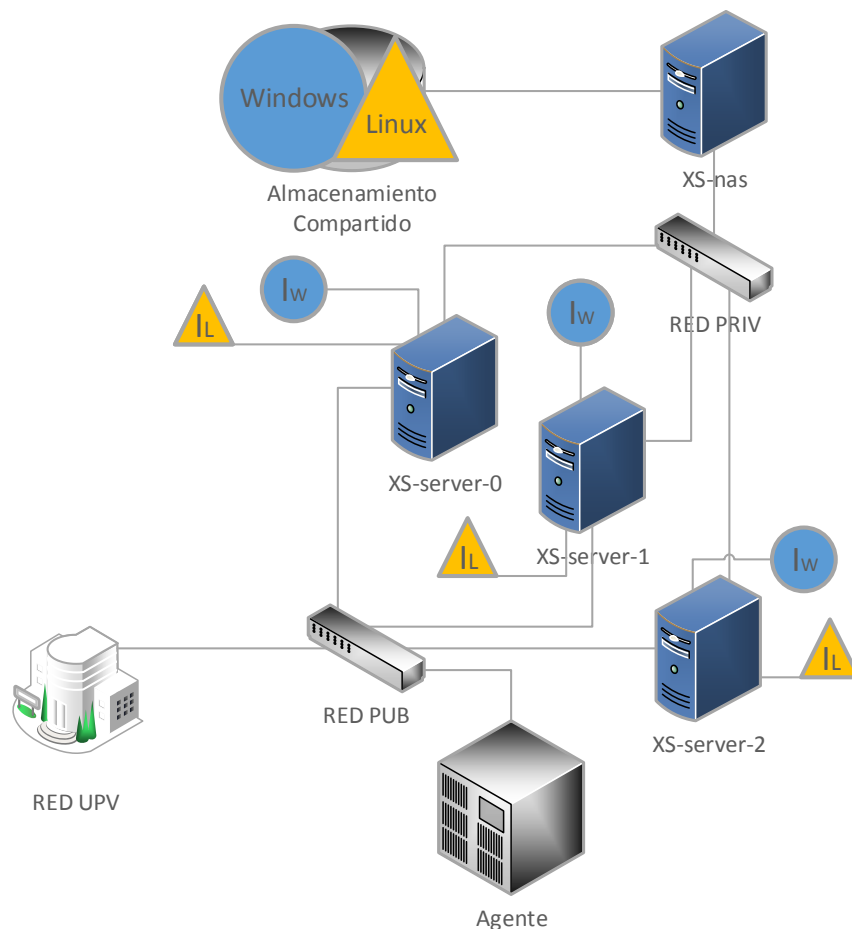 Windows
Linux
Almacenamiento
Compartido
XS-nas
RED PRIV
IW
IL
XS-server-0
IW
IL
XS-server-1
IW
IL
XS-server-2
RED PUB
RED UPV
Agente